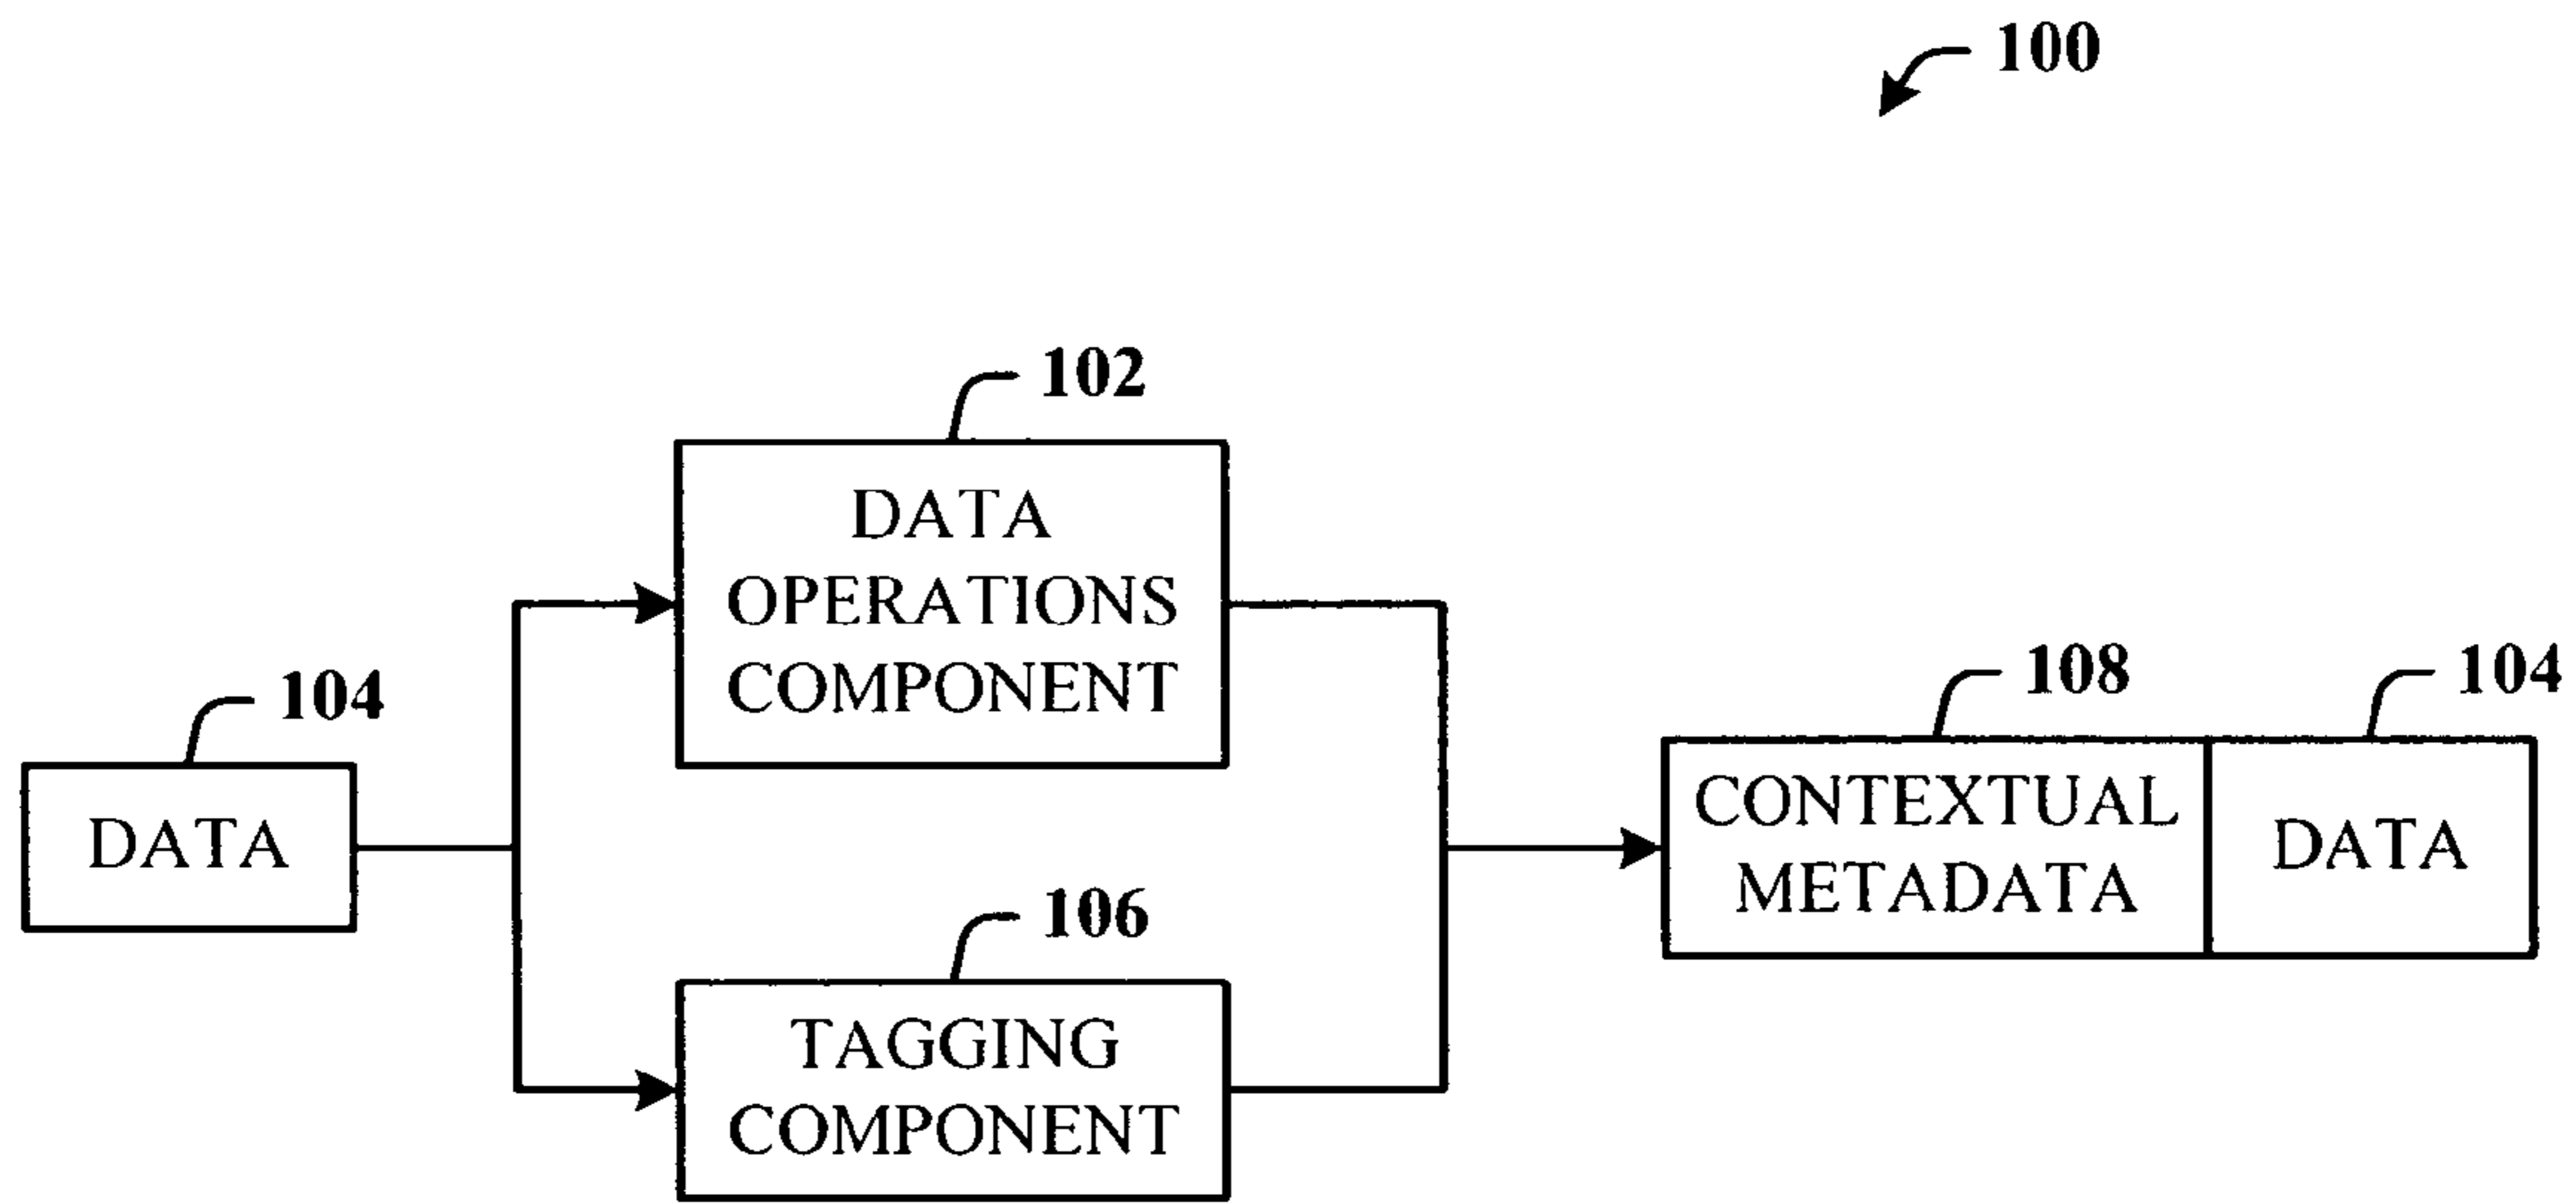 100
102
DATA
OPERATIONS
COMPONENT
104
DATA
106
TAGGING
COMPONENT
108
CONTEXTUAL
METADATA
104
DATA